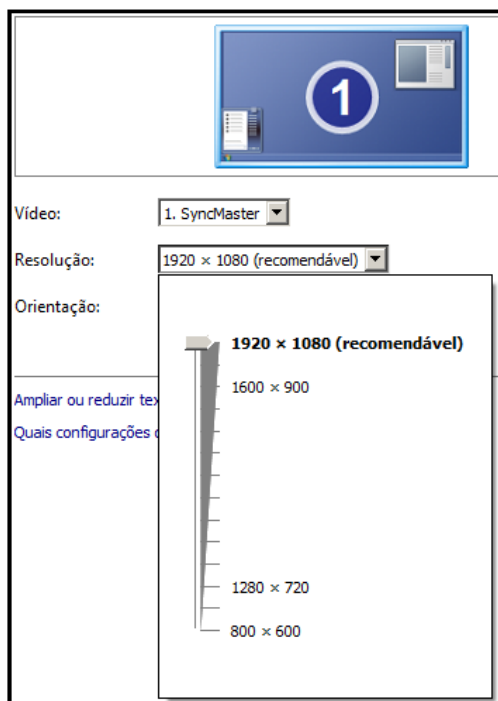 1
Vídeo: 1. SyncMaster
Resolução: 1920 × 1080 (recomendável)
Orientação:
1920 × 1080 (recomendável)
1600 × 900
Ampliar ou reduzir
Quais configurações
1280 × 720
800 × 600